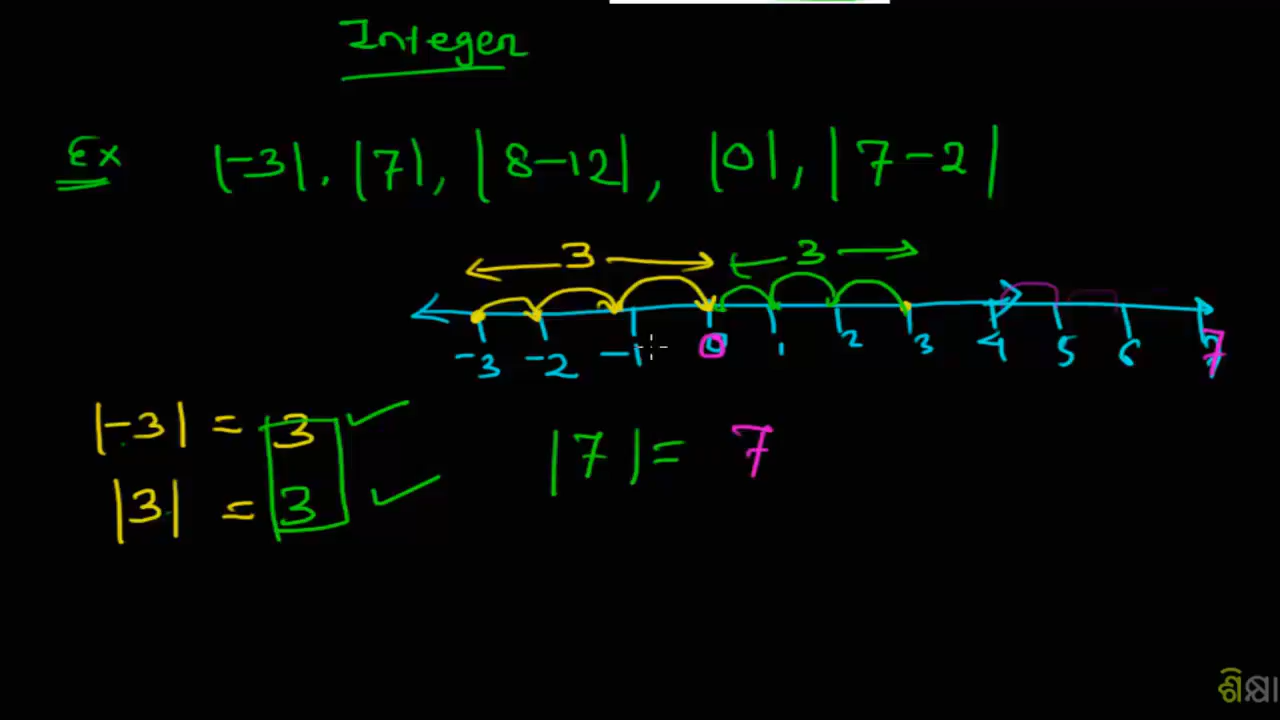 Integer
Ex |-3|, |7|, |8-12|, |0|, |7-2|
3 3
-3 -2 -1 0 1 2 3 4 5 6 7
|-3| = 3
|7| = 7
|3| = 3
ଶିକ୍ଷା